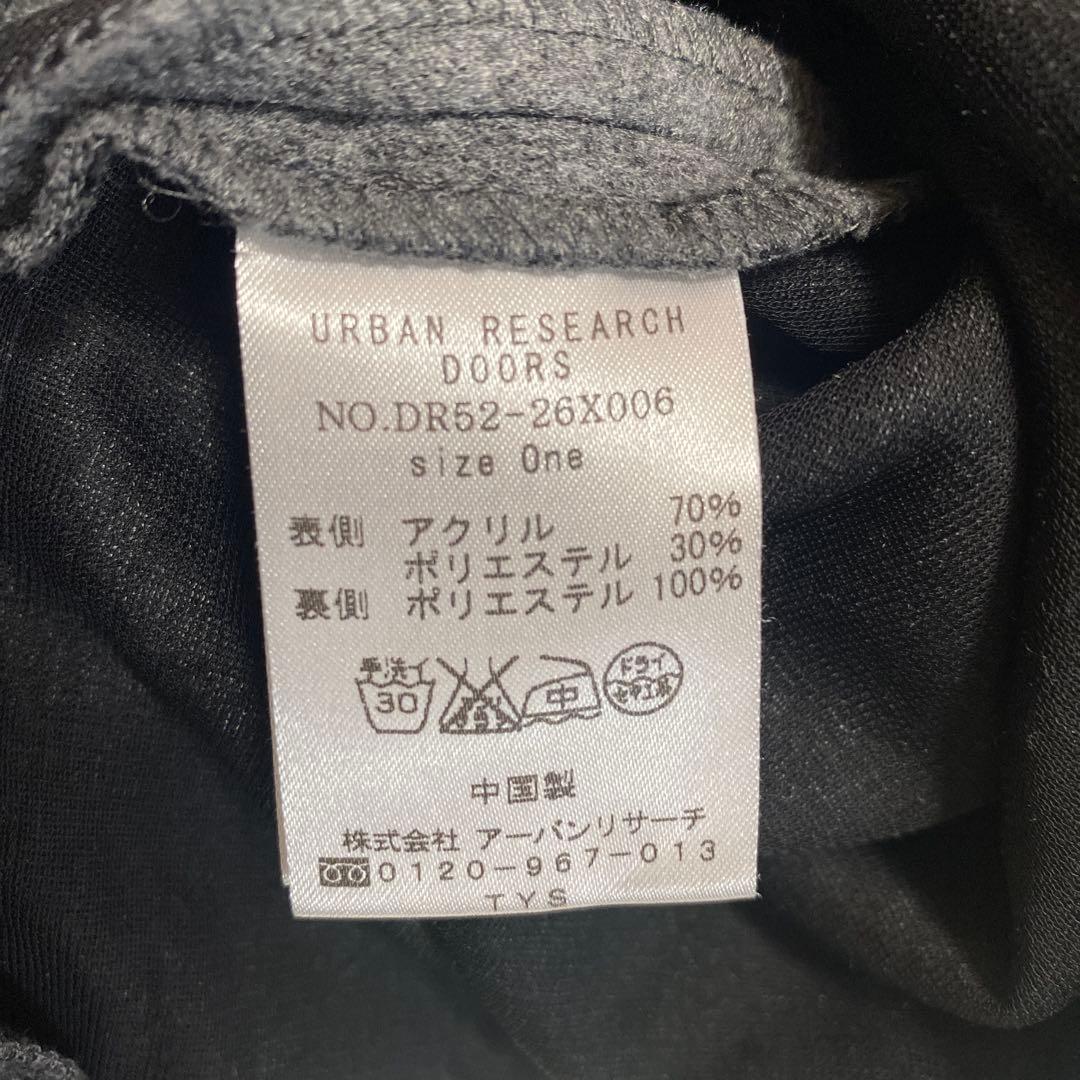 URBAN RESEARCH
DOORS
NO.DR52-26X006
size One
表側 アクリル 70%
ポリエステル 30%
裏側 ポリエステル 100%
手洗イ
30
中
ドライ
中国製
株式会社 アーバンリサーチ
0120-967-013
TYS